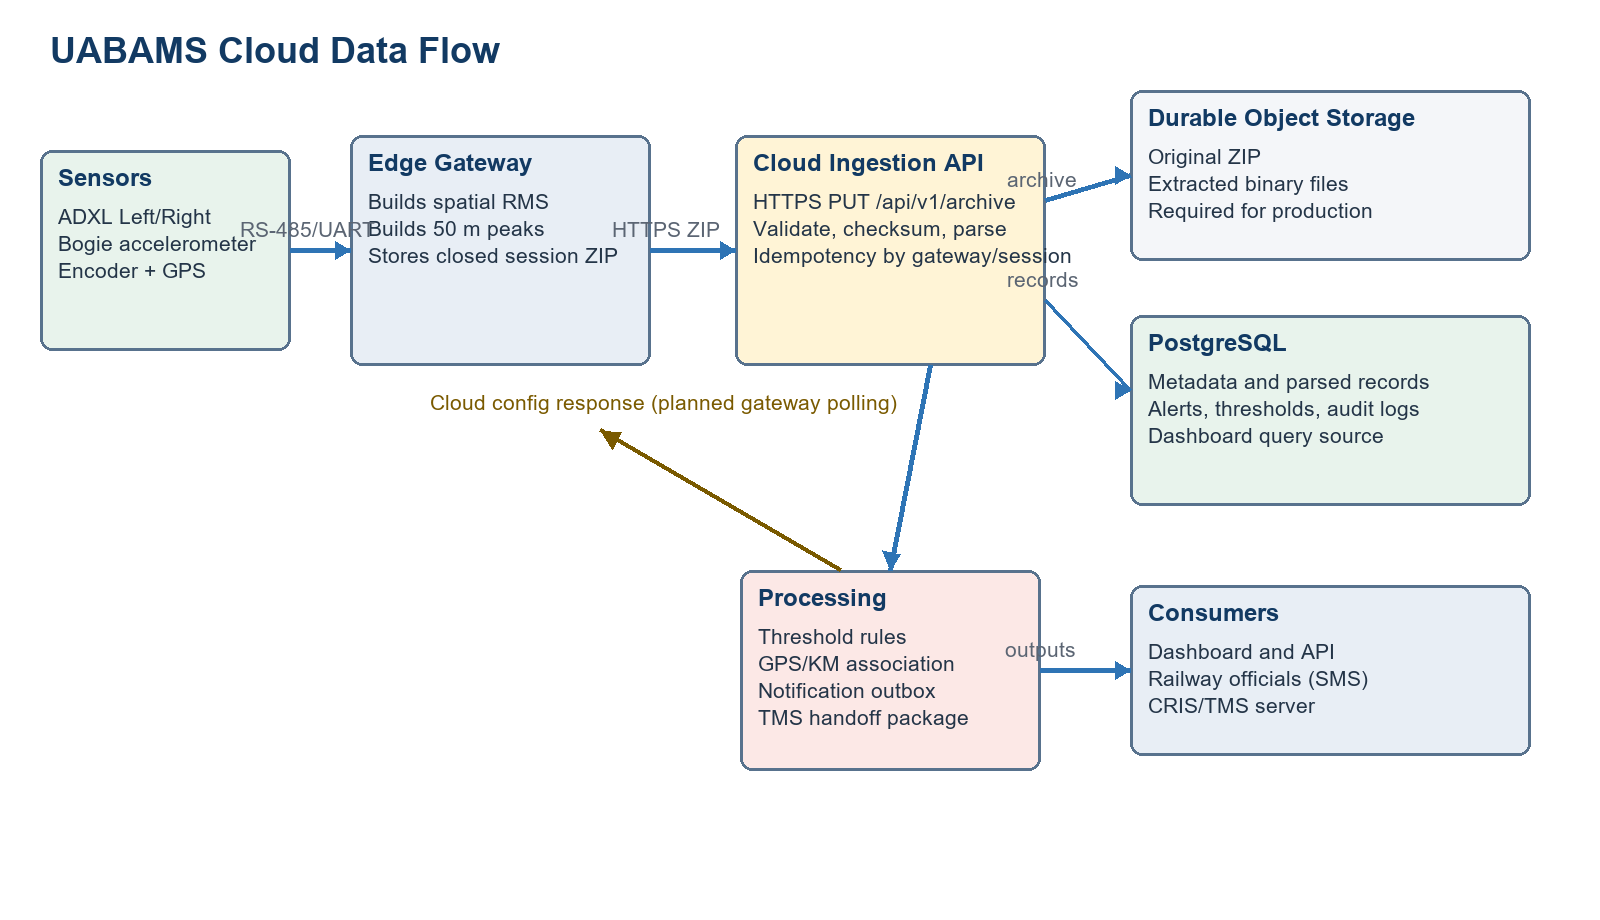 UABAMS Cloud Data Flow
Sensors
ADXL Left/Right
Bogie accelerometer
Encoder + GPS
RS-485/UART
Edge Gateway
Builds spatial RMS
Builds 50 m peaks
Stores closed session ZIP
HTTPS ZIP
Cloud Ingestion API
HTTPS PUT /api/v1/archive
Validate, checksum, parse
Idempotency by gateway/session
archive
records
Durable Object Storage
Original ZIP
Extracted binary files
Required for production
PostgreSQL
Metadata and parsed records
Alerts, thresholds, audit logs
Dashboard query source
Cloud config response (planned gateway polling)
Processing
Threshold rules
GPS/KM association
Notification outbox
TMS handoff package
outputs
Consumers
Dashboard and API
Railway officials (SMS)
CRIS/TMS server